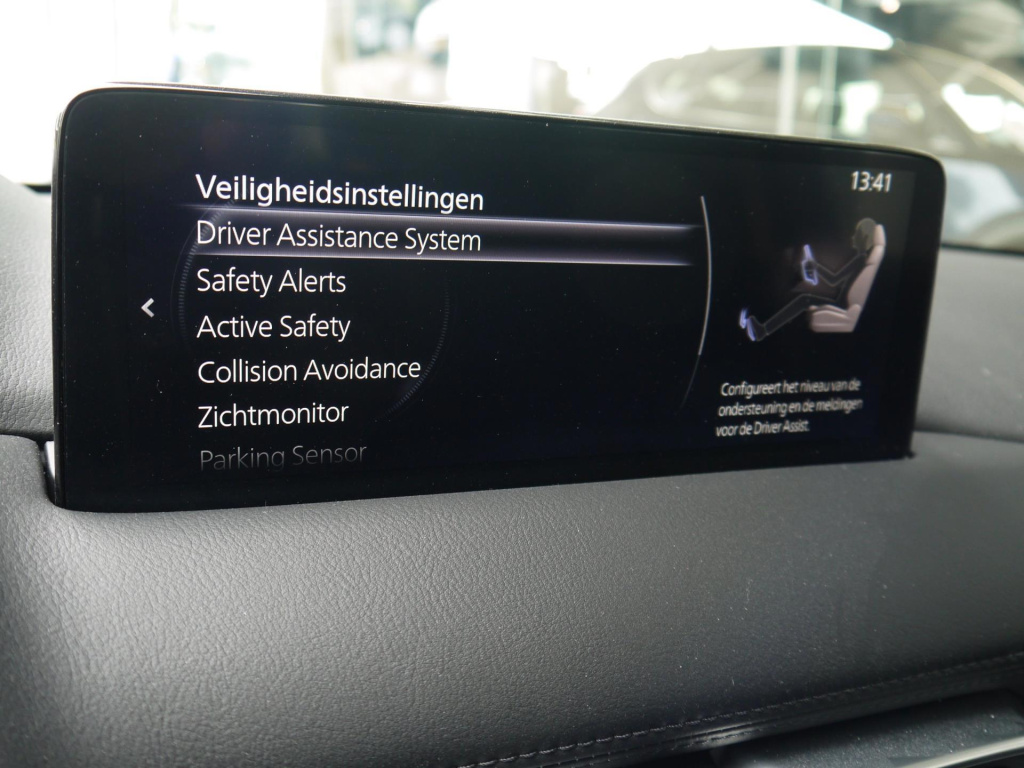 13:41
Veiligheidsinstellingen
Driver Assistance System
Safety Alerts
Active Safety
Collision Avoidance
Zichtmonitor
Parking Sensor
Configureert het niveau van de
ondersteuning en de meldingen
voor de Driver Assist.